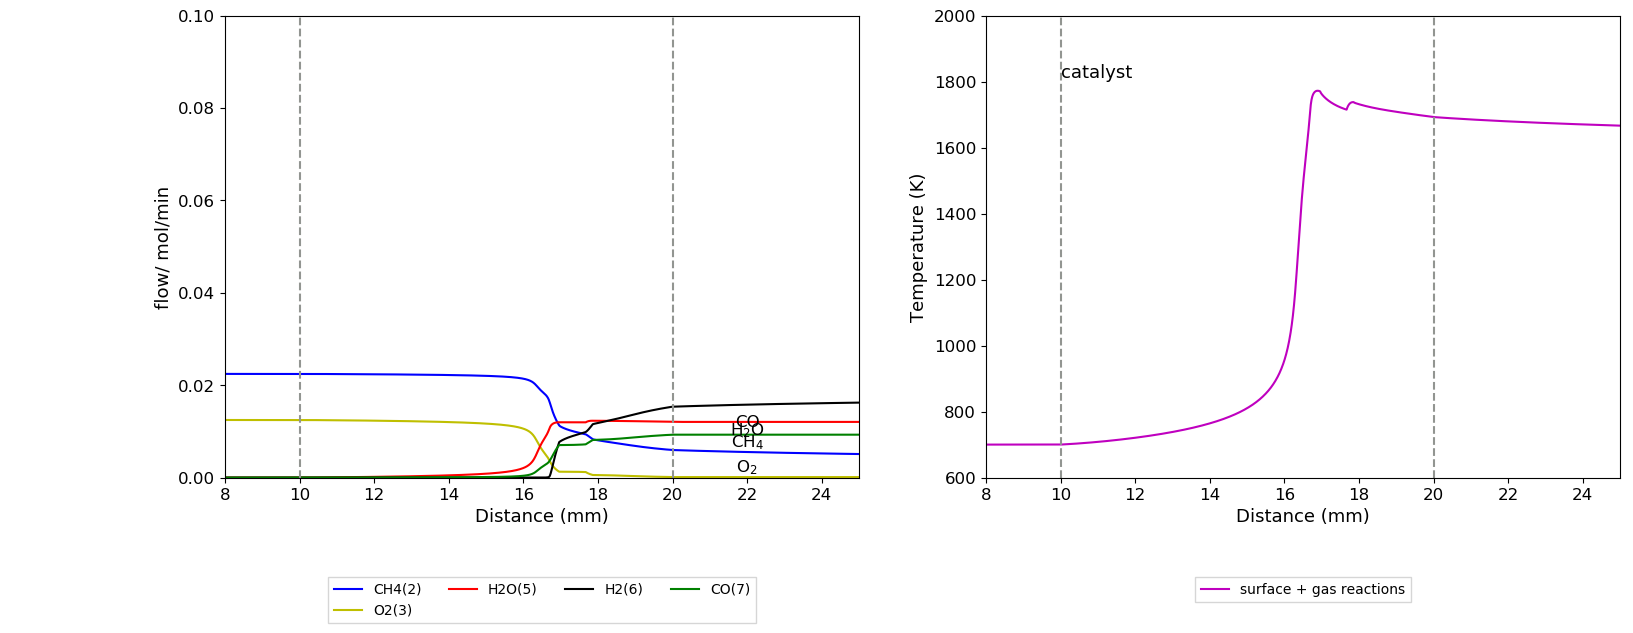 0.10
0.08
0.06
0.04
0.02
0.00
flow/ mol/min
CO
H₂O
CH₄
O₂
8 10 12 14 16 18 20 22 24
Distance (mm)
CH4(2) H2O(5) H2(6) CO(7)
O2(3)
2000
1800
1600
1400
1200
1000
800
600
Temperature (K)
catalyst
8 10 12 14 16 18 20 22 24
Distance (mm)
surface + gas reactions